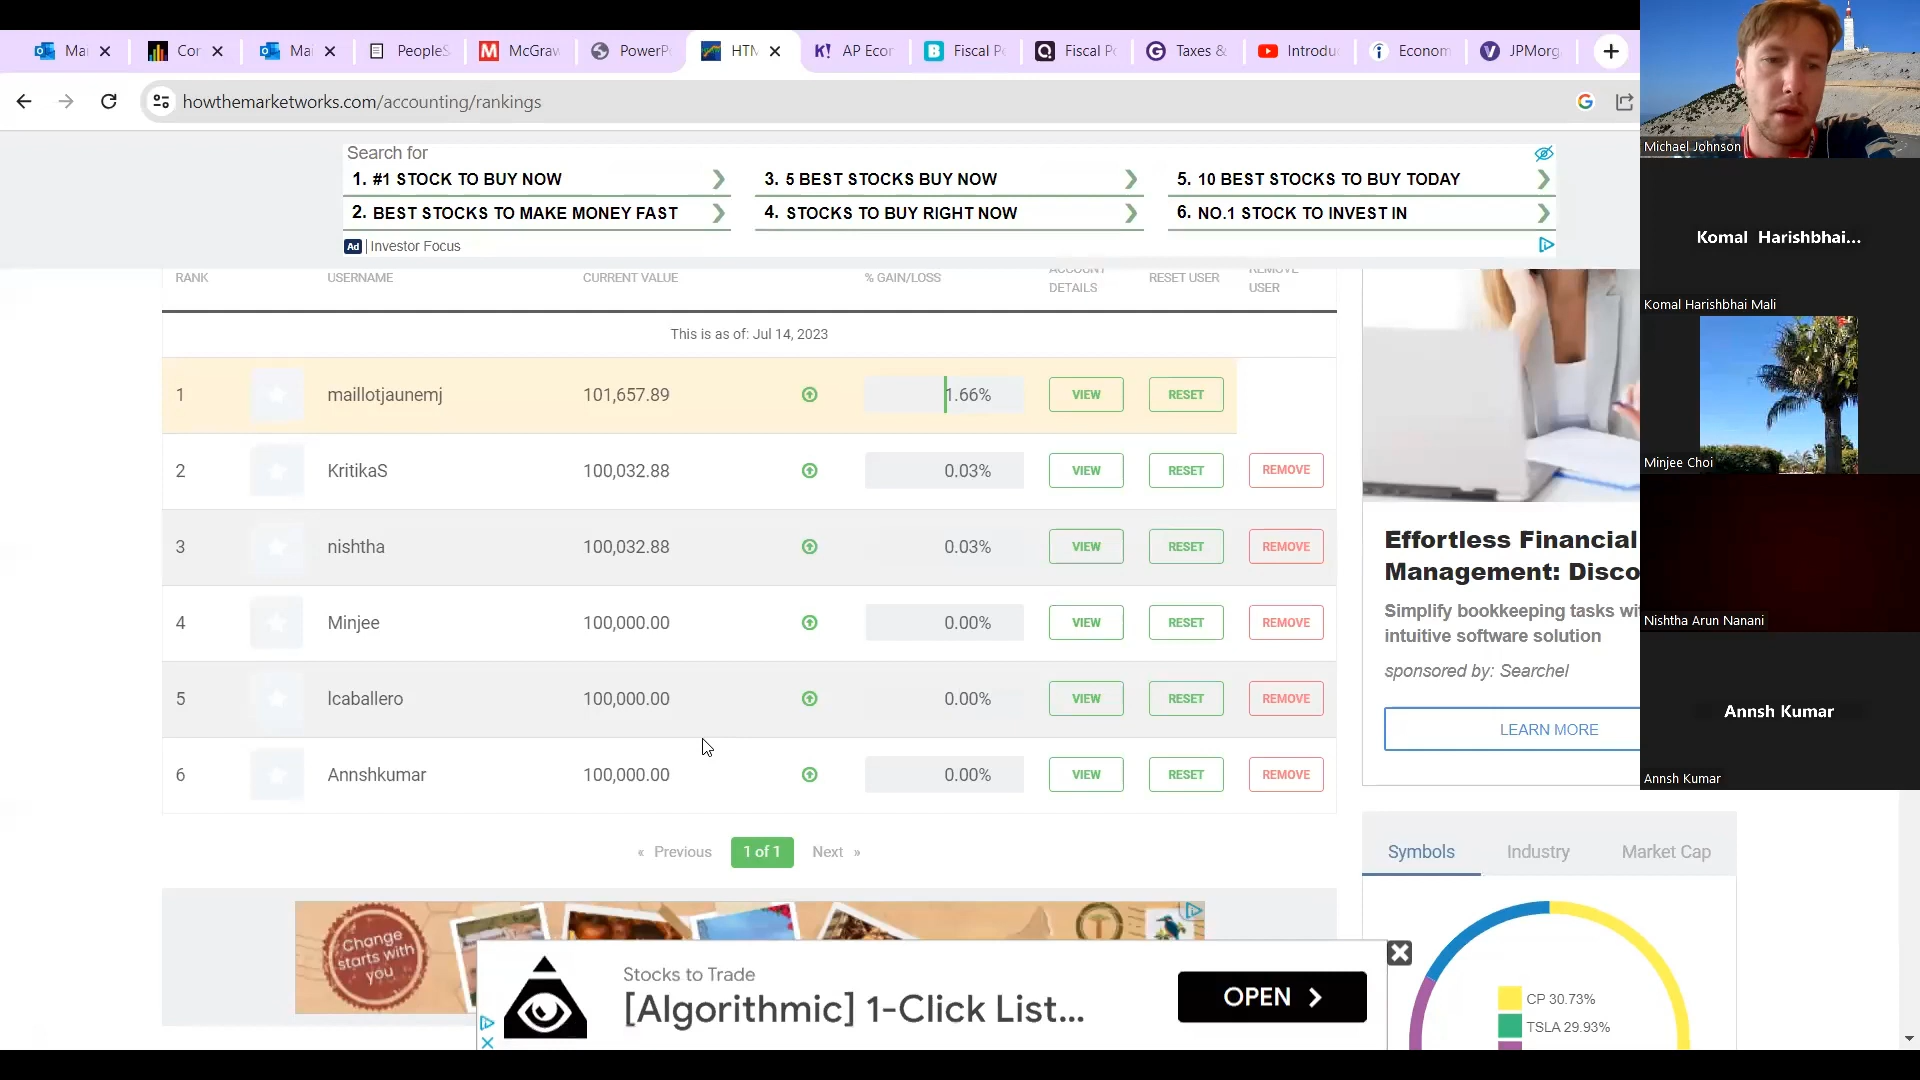 Mai
Cor
Mai
PeopleS
McGraw
PowerP
HTM
K!
AP Econ
B
Fiscal Po
Fiscal Po
G
Taxes &
Introdu
Econom
JPMorg
howthemarketworks.com/accounting/rankings
Search for
1. #1 STOCK TO BUY NOW
3. 5 BEST STOCKS BUY NOW
5. 10 BEST STOCKS TO BUY TODAY
2. BEST STOCKS TO MAKE MONEY FAST
4. STOCKS TO BUY RIGHT NOW
6. NO.1 STOCK TO INVEST IN
Ad | Investor Focus
RANK
USERNAME
CURRENT VALUE
% GAIN/LOSS
ACCOUNT
DETAILS
RESET USER
REMOVE
USER
This is as of: Jul 14, 2023
1 maillotjaunemj 101,657.89 1.66% VIEW RESET
2 KritikaS 100,032.88 0.03% VIEW RESET REMOVE
3 nishtha 100,032.88 0.03% VIEW RESET REMOVE
4 Minjee 100,000.00 0.00% VIEW RESET REMOVE
5 lcaballero 100,000.00 0.00% VIEW RESET REMOVE
6 Annshkumar 100,000.00 0.00% VIEW RESET REMOVE
« Previous 1 of 1 Next »
Change
starts with
you
Stocks to Trade
[Algorithmic] 1-Click List...
OPEN
Effortless Financial
Management: Disco
Simplify bookkeeping tasks wi
intuitive software solution
sponsored by: Searchel
LEARN MORE
Symbols Industry Market Cap
CP 30.73%
TSLA 29.93%
Michael Johnson
Komal Harishbhai...
Komal Harishbhai Mali
Minjee Choi
Nishtha Arun Nanani
Annsh Kumar
Annsh Kumar